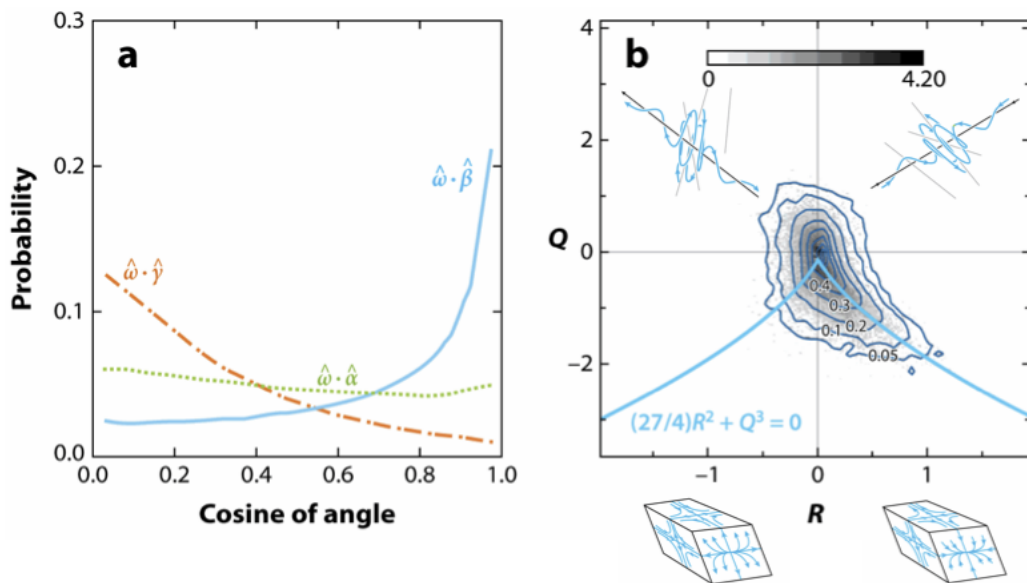 a
0.3
0.2
0.1
0.0
Probability
ω̂ · β̂
ω̂ · γ̂
ω̂ · α̂
0.0 0.2 0.4 0.6 0.8 1.0
Cosine of angle
b
0 4.20
4
2
0
−2
Q
0.4
0.3
0.2
0.1
0.05
(27/4)R² + Q³ = 0
−1 0 1
R